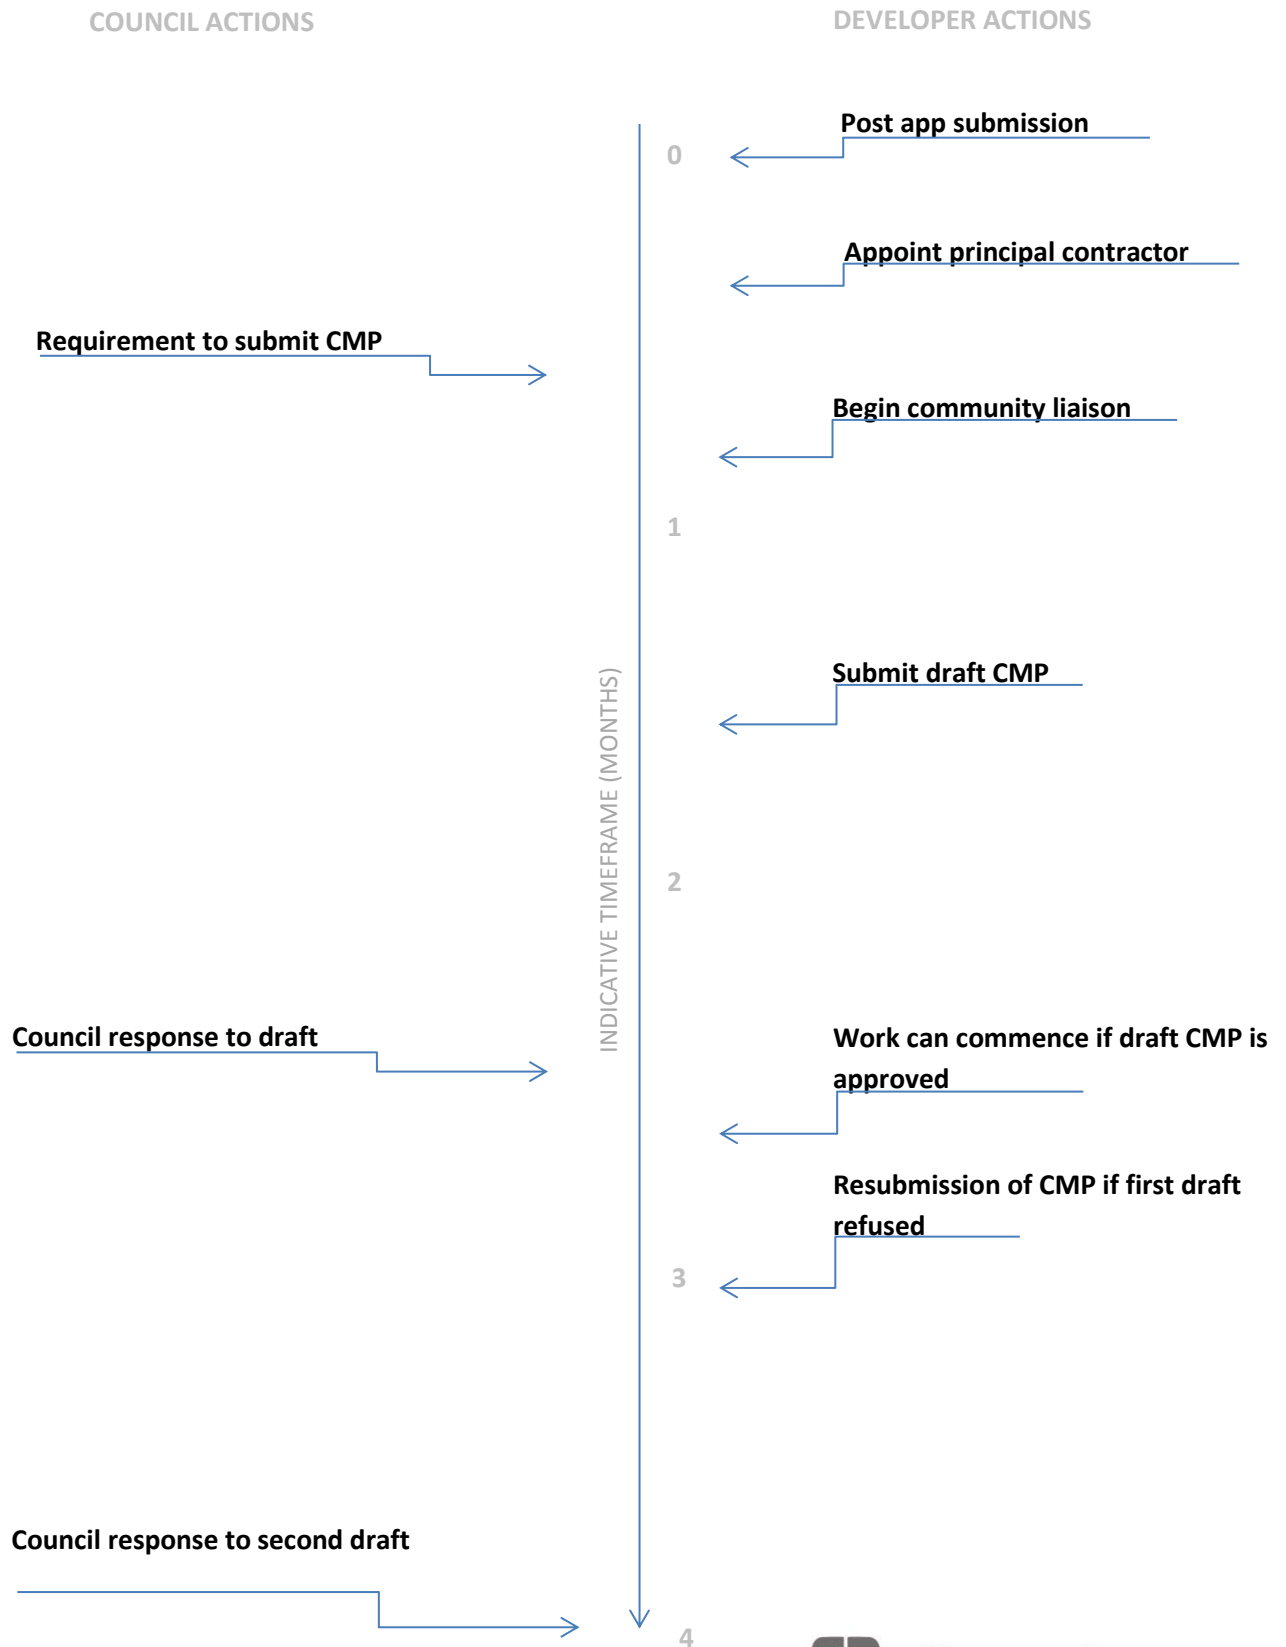 COUNCIL ACTIONS
DEVELOPER ACTIONS
Post app submission
0
Appoint principal contractor
Requirement to submit CMP
Begin community liaison
1
Submit draft CMP
INDICATIVE TIMEFRAME (MONTHS)
2
Council response to draft
Work can commence if draft CMP is
approved
Resubmission of CMP if first draft
refused
3
Council response to second draft
4